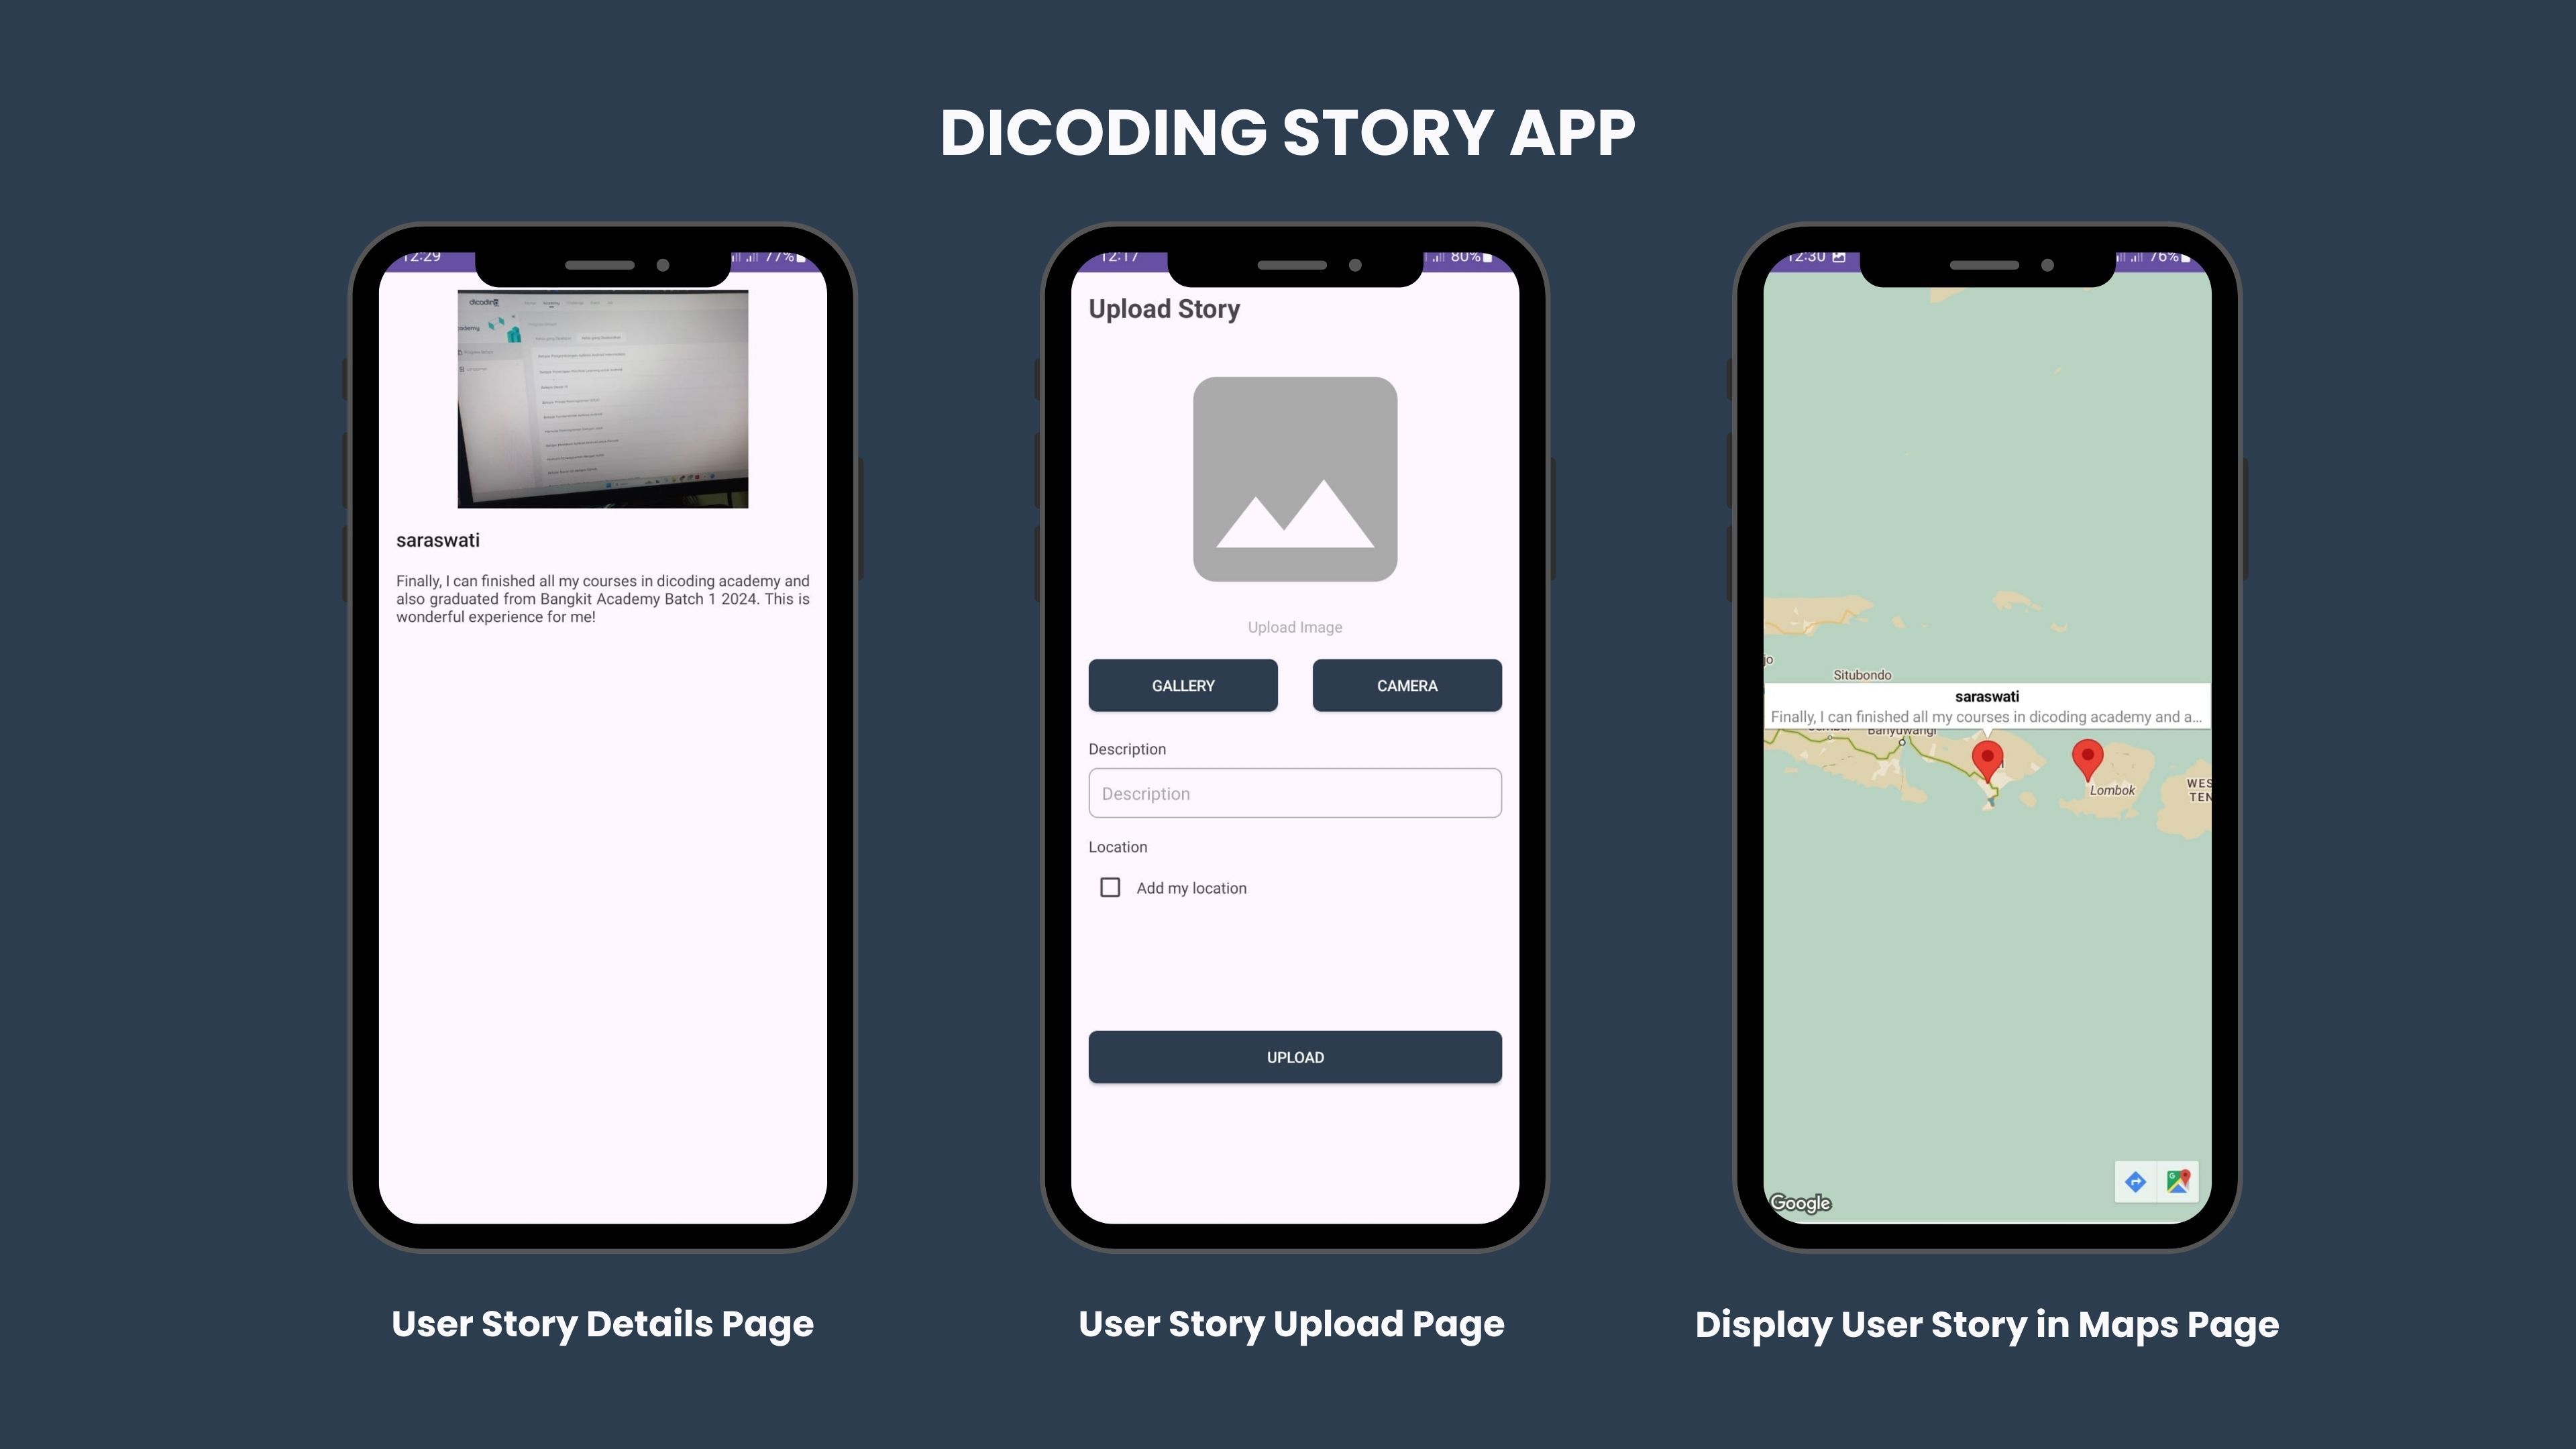 DICODING STORY APP
12:29
77%
saraswati
Finally, I can finished all my courses in dicoding academy and
also graduated from Bangkit Academy Batch 1 2024. This is
wonderful experience for me!
User Story Details Page
12:17
80%
Upload Story
Upload Image
GALLERY
CAMERA
Description
Description
Location
Add my location
UPLOAD
User Story Upload Page
12:30
76%
jo
Situbondo
saraswati
Finally, I can finished all my courses in dicoding academy and a...
Banyuwangi
Lombok
WES
TEN
Google
Display User Story in Maps Page